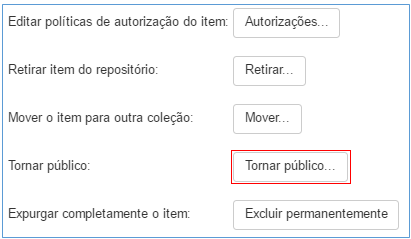 Editar políticas de autorização do item: Autorizações...
Retirar item do repositório: Retirar...
Mover o item para outra coleção: Mover...
Tornar público: Tornar público...
Expurgar completamente o item: Excluir permanentemente